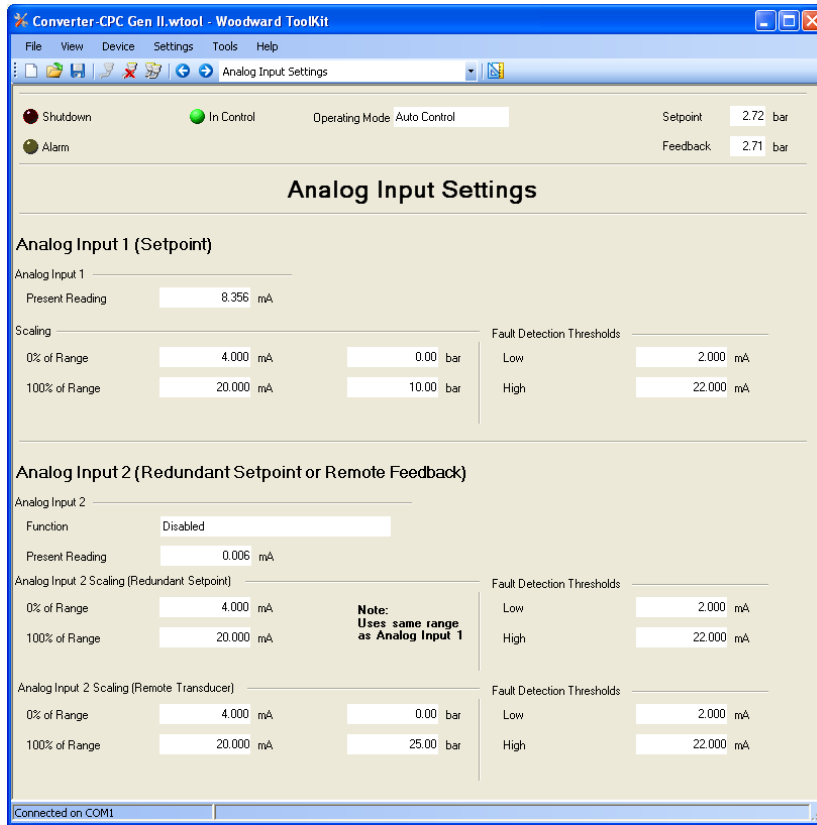 Converter-CPC Gen II.wtool - Woodward ToolKit
File View Device Settings Tools Help
Analog Input Settings
Shutdown In Control Operating Mode Auto Control Setpoint 2.72 bar
Alarm Feedback 2.71 bar
Analog Input Settings
Analog Input 1 (Setpoint)
Analog Input 1
Present Reading 8.356 mA
Scaling Fault Detection Thresholds
0% of Range 4.000 mA 0.00 bar Low 2.000 mA
100% of Range 20.000 mA 10.00 bar High 22.000 mA
Analog Input 2 (Redundant Setpoint or Remote Feedback)
Analog Input 2
Function Disabled
Present Reading 0.006 mA
Analog Input 2 Scaling (Redundant Setpoint) Fault Detection Thresholds
0% of Range 4.000 mA Note: Low 2.000 mA
Uses same range
100% of Range 20.000 mA as Analog Input 1 High 22.000 mA
Analog Input 2 Scaling (Remote Transducer) Fault Detection Thresholds
0% of Range 4.000 mA 0.00 bar Low 2.000 mA
100% of Range 20.000 mA 25.00 bar High 22.000 mA
Connected on COM1